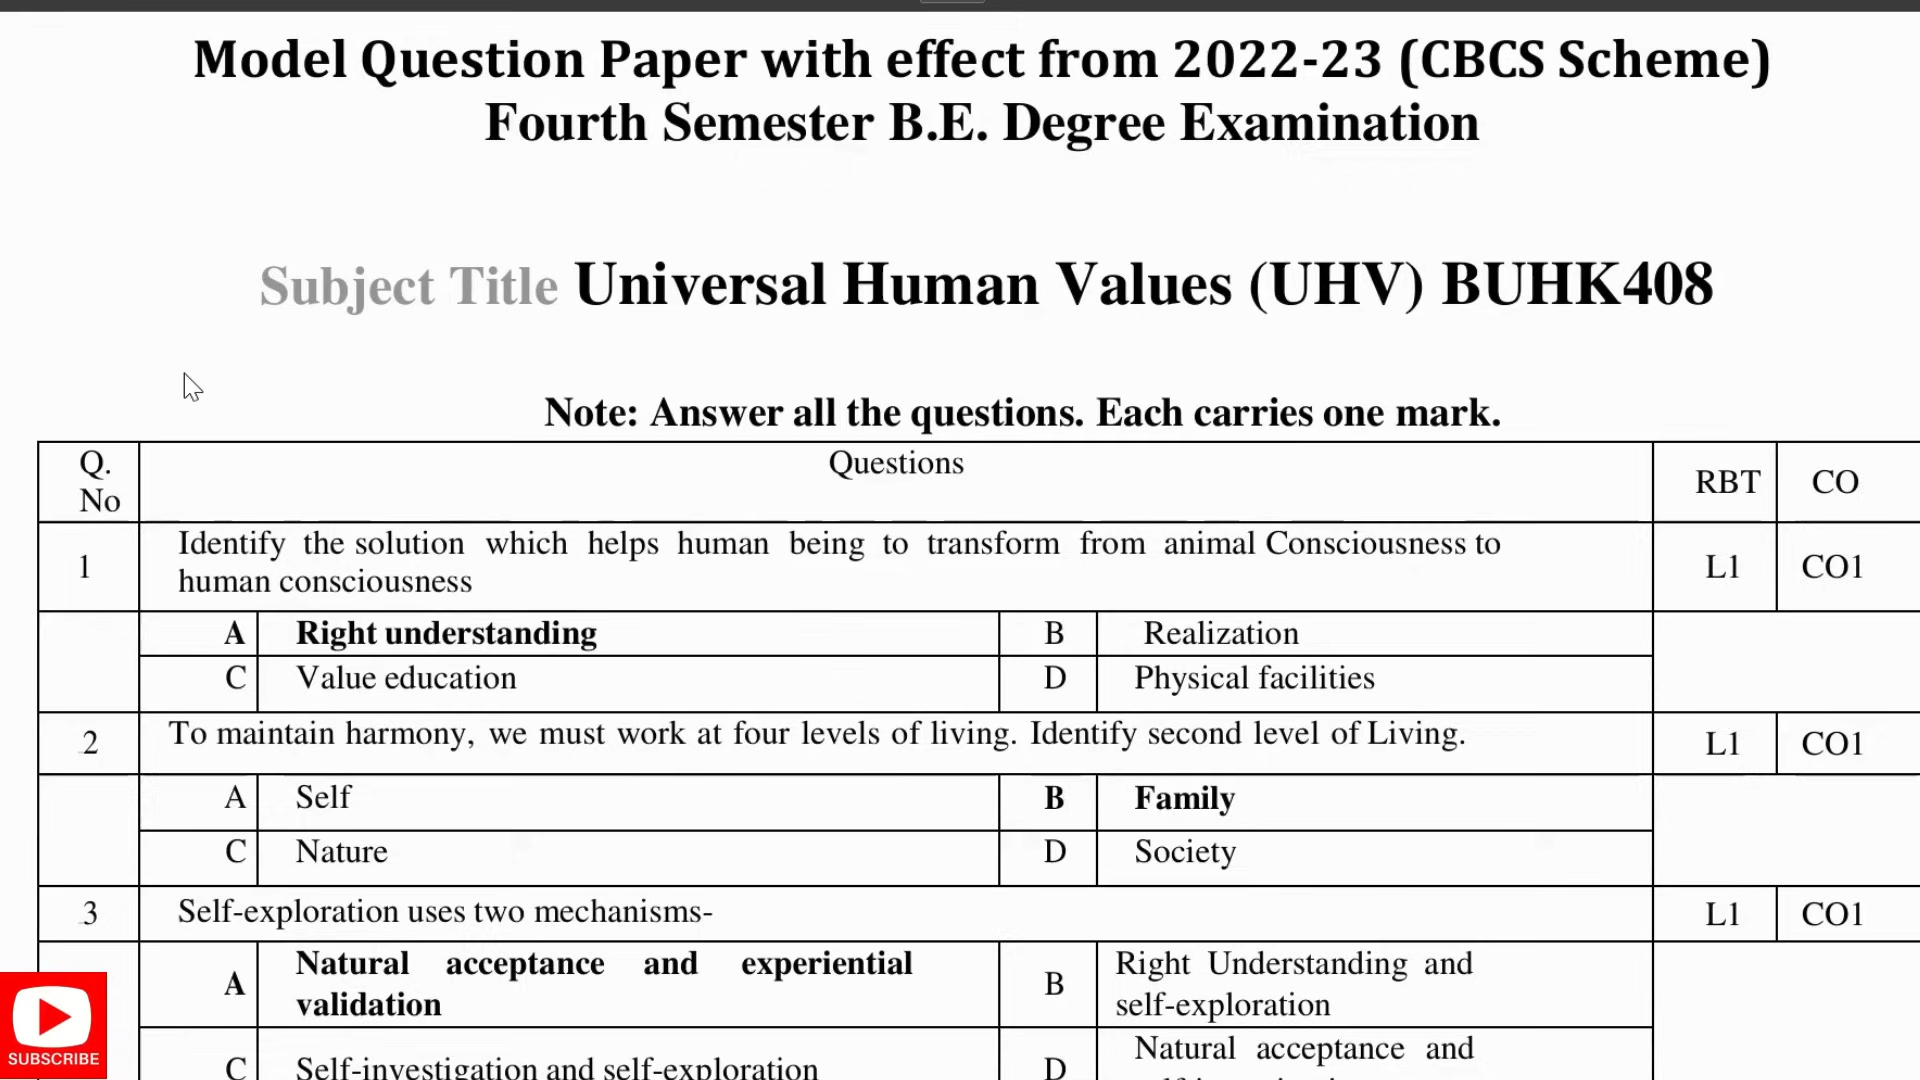 Model Question Paper with effect from 2022-23 (CBCS Scheme)
Fourth Semester B.E. Degree Examination
Subject Title Universal Human Values (UHV) BUHK408
Note: Answer all the questions. Each carries one mark.
Q. No Questions RBT CO
1 Identify the solution which helps human being to transform from animal Consciousness to
human consciousness L1 CO1
A Right understanding B Realization
C Value education D Physical facilities
2 To maintain harmony, we must work at four levels of living. Identify second level of Living. L1 CO1
A Self B Family
C Nature D Society
3 Self-exploration uses two mechanisms- L1 CO1
A Natural acceptance and experiential
validation
B Right Understanding and
self-exploration
C Self-investigation and self-exploration
D Natural acceptance and
SUBSCRIBE